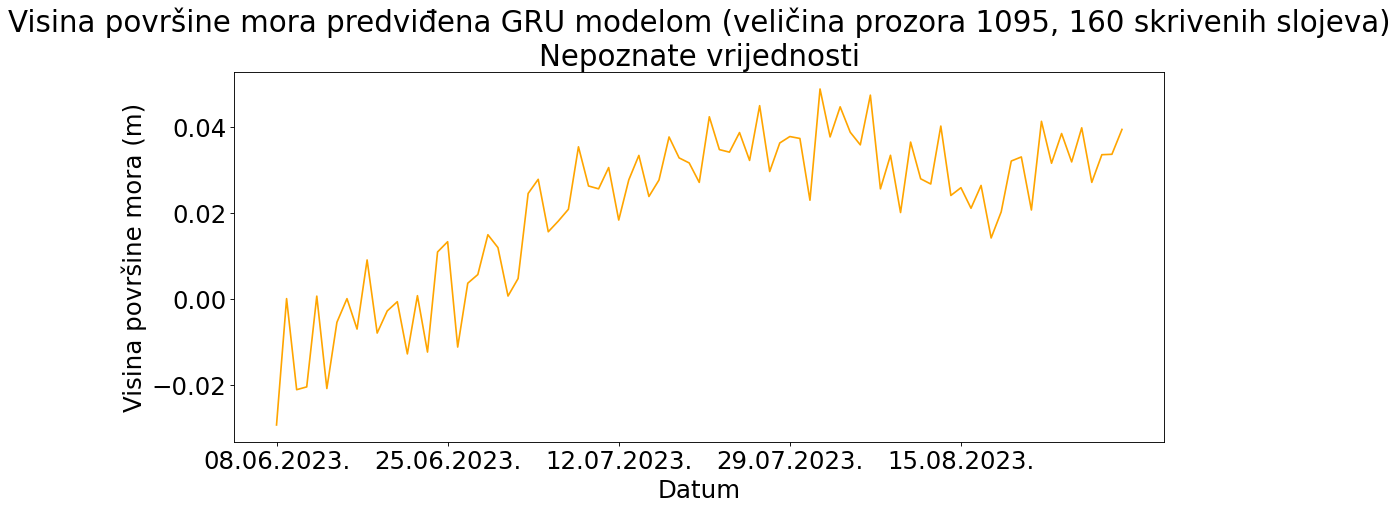 Visina površine mora predviđena GRU modelom (veličina prozora 1095, 160 skrivenih slojeva)
Nepoznate vrijednosti
Visina površine mora (m)
0.04
0.02
0.00
−0.02
08.06.2023. 25.06.2023. 12.07.2023. 29.07.2023. 15.08.2023.
Datum